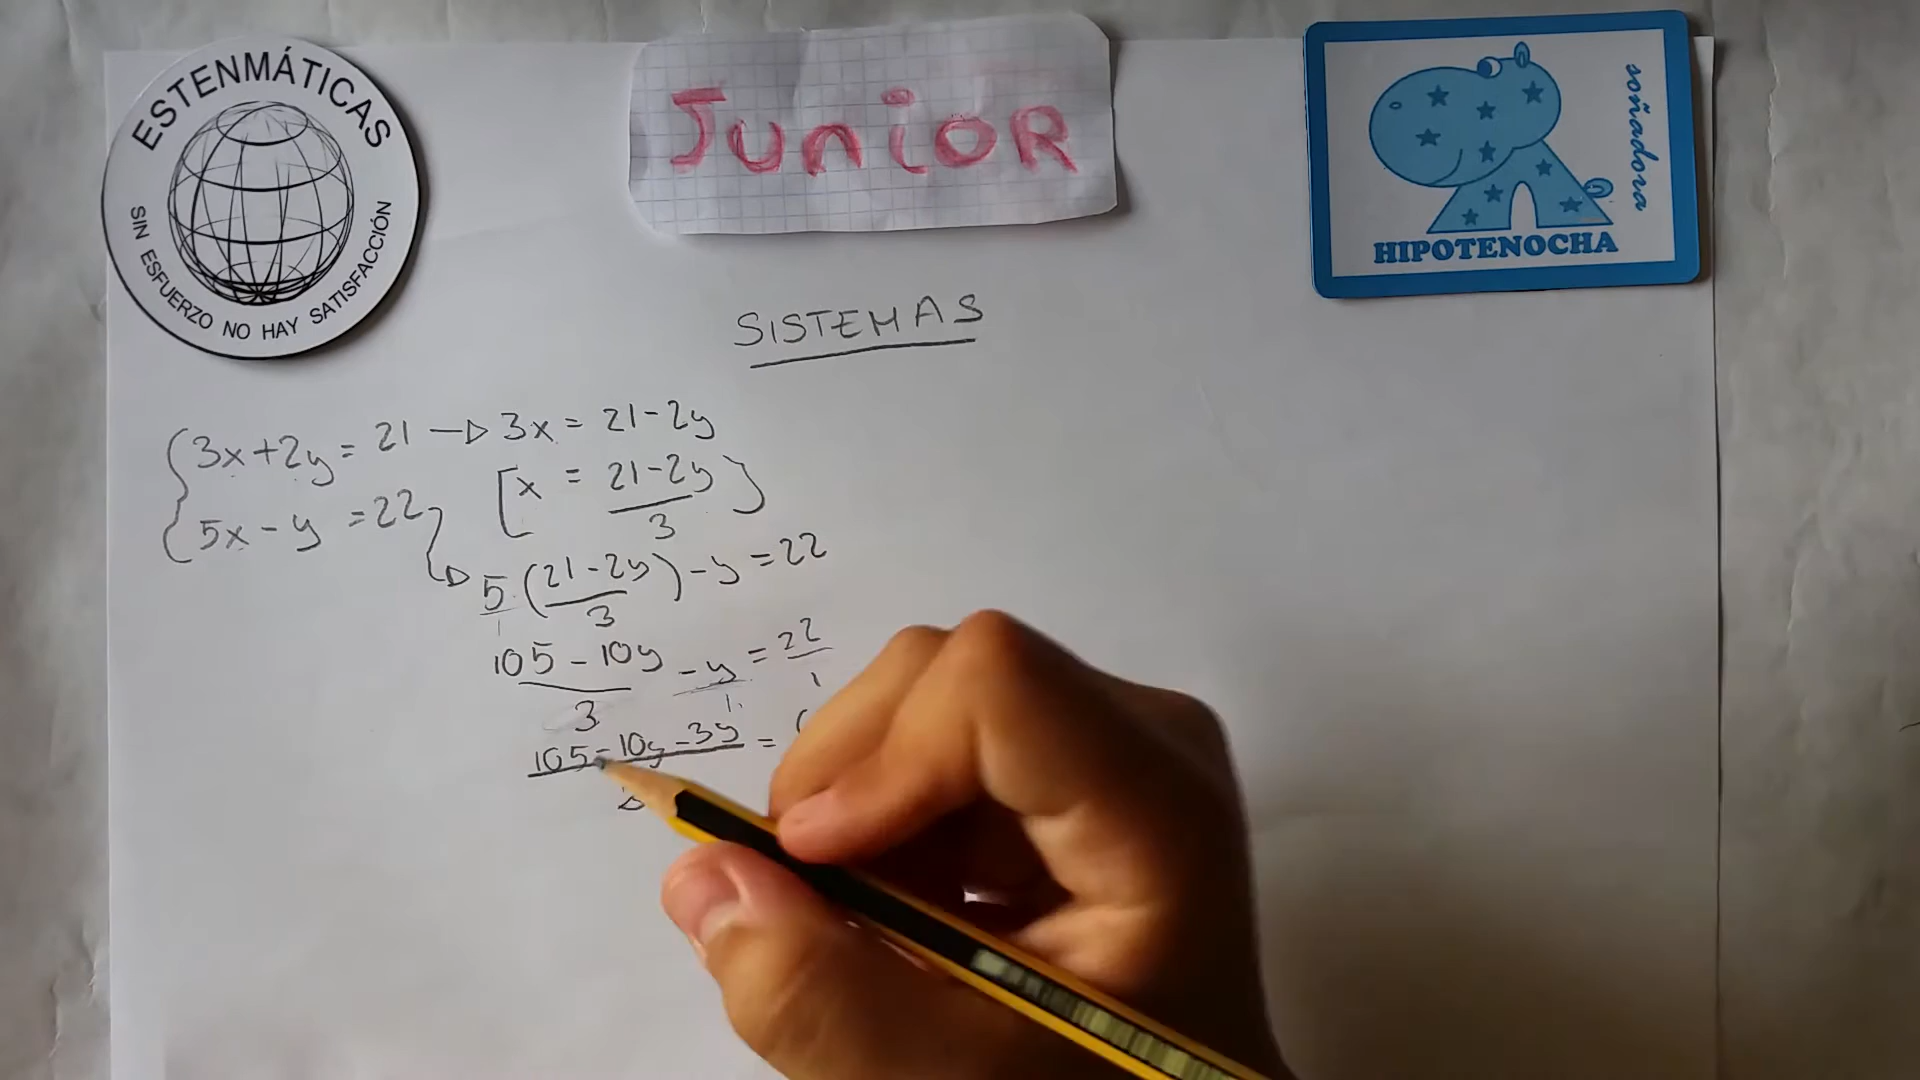 ESTENMÁTICAS
SIN ESFUERZO NO HAY SATISFACCIÓN
JUNiOR
soñadora
HIPOTENOCHA
SISTEMAS
3x+2y = 21 → 3x = 21-2y
[x = (21-2y)/3]
5x - y = 22
5 (21-2y)/3 - y = 22
(105 - 10y)/3 - y/1 = 22/1
105 - 10y - 3y =